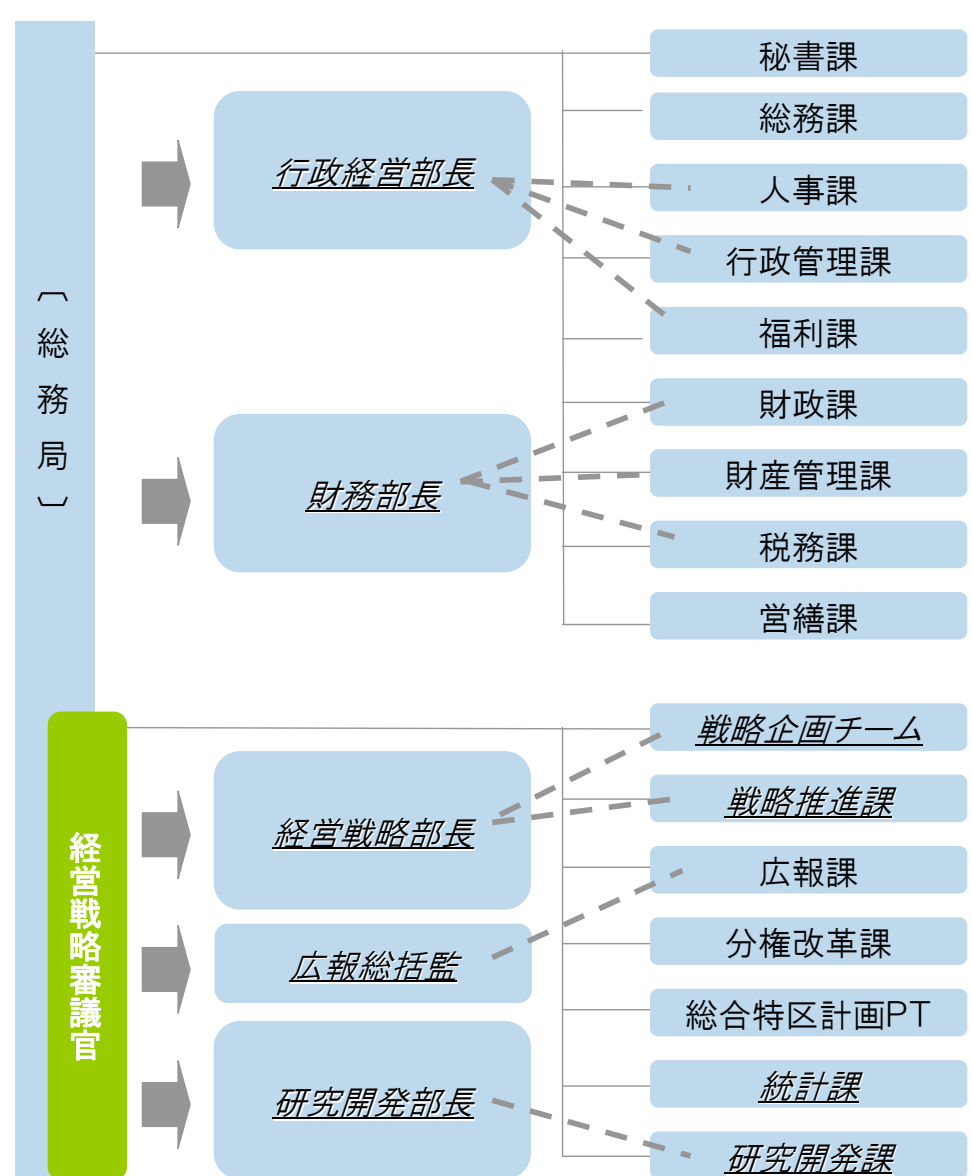 〔総務局〕
秘書課
総務課
行政経営部長
人事課
行政管理課
福利課
財政課
財務部長
財産管理課
税務課
営繕課
経営戦略審議官
戦略企画チーム
戦略推進課
経営戦略部長
広報課
広報総括監
分権改革課
総合特区計画PT
統計課
研究開発部長
研究開発課